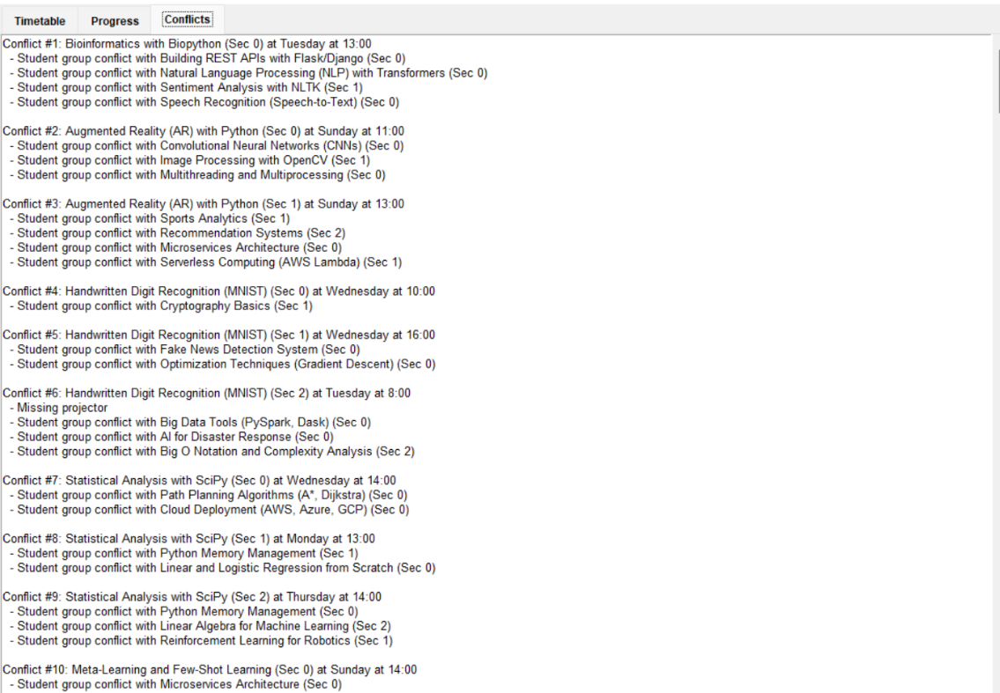 Timetable Progress Conflicts
Conflict #1: Bioinformatics with Biopython (Sec 0) at Tuesday at 13:00
- Student group conflict with Building REST APIs with Flask/Django (Sec 0)
- Student group conflict with Natural Language Processing (NLP) with Transformers (Sec 0)
- Student group conflict with Sentiment Analysis with NLTK (Sec 1)
- Student group conflict with Speech Recognition (Speech-to-Text) (Sec 0)
Conflict #2: Augmented Reality (AR) with Python (Sec 0) at Sunday at 11:00
- Student group conflict with Convolutional Neural Networks (CNNs) (Sec 0)
- Student group conflict with Image Processing with OpenCV (Sec 1)
- Student group conflict with Multithreading and Multiprocessing (Sec 0)
Conflict #3: Augmented Reality (AR) with Python (Sec 1) at Sunday at 13:00
- Student group conflict with Sports Analytics (Sec 1)
- Student group conflict with Recommendation Systems (Sec 2)
- Student group conflict with Microservices Architecture (Sec 0)
- Student group conflict with Serverless Computing (AWS Lambda) (Sec 1)
Conflict #4: Handwritten Digit Recognition (MNIST) (Sec 0) at Wednesday at 10:00
- Student group conflict with Cryptography Basics (Sec 1)
Conflict #5: Handwritten Digit Recognition (MNIST) (Sec 1) at Wednesday at 16:00
- Student group conflict with Fake News Detection System (Sec 0)
- Student group conflict with Optimization Techniques (Gradient Descent) (Sec 0)
Conflict #6: Handwritten Digit Recognition (MNIST) (Sec 2) at Tuesday at 8:00
- Missing projector
- Student group conflict with Big Data Tools (PySpark, Dask) (Sec 0)
- Student group conflict with AI for Disaster Response (Sec 0)
- Student group conflict with Big O Notation and Complexity Analysis (Sec 2)
Conflict #7: Statistical Analysis with SciPy (Sec 0) at Wednesday at 14:00
- Student group conflict with Path Planning Algorithms (A*, Dijkstra) (Sec 0)
- Student group conflict with Cloud Deployment (AWS, Azure, GCP) (Sec 0)
Conflict #8: Statistical Analysis with SciPy (Sec 1) at Monday at 13:00
- Student group conflict with Python Memory Management (Sec 1)
- Student group conflict with Linear and Logistic Regression from Scratch (Sec 0)
Conflict #9: Statistical Analysis with SciPy (Sec 2) at Thursday at 14:00
- Student group conflict with Python Memory Management (Sec 0)
- Student group conflict with Linear Algebra for Machine Learning (Sec 2)
- Student group conflict with Reinforcement Learning for Robotics (Sec 1)
Conflict #10: Meta-Learning and Few-Shot Learning (Sec 0) at Sunday at 14:00
- Student group conflict with Microservices Architecture (Sec 0)